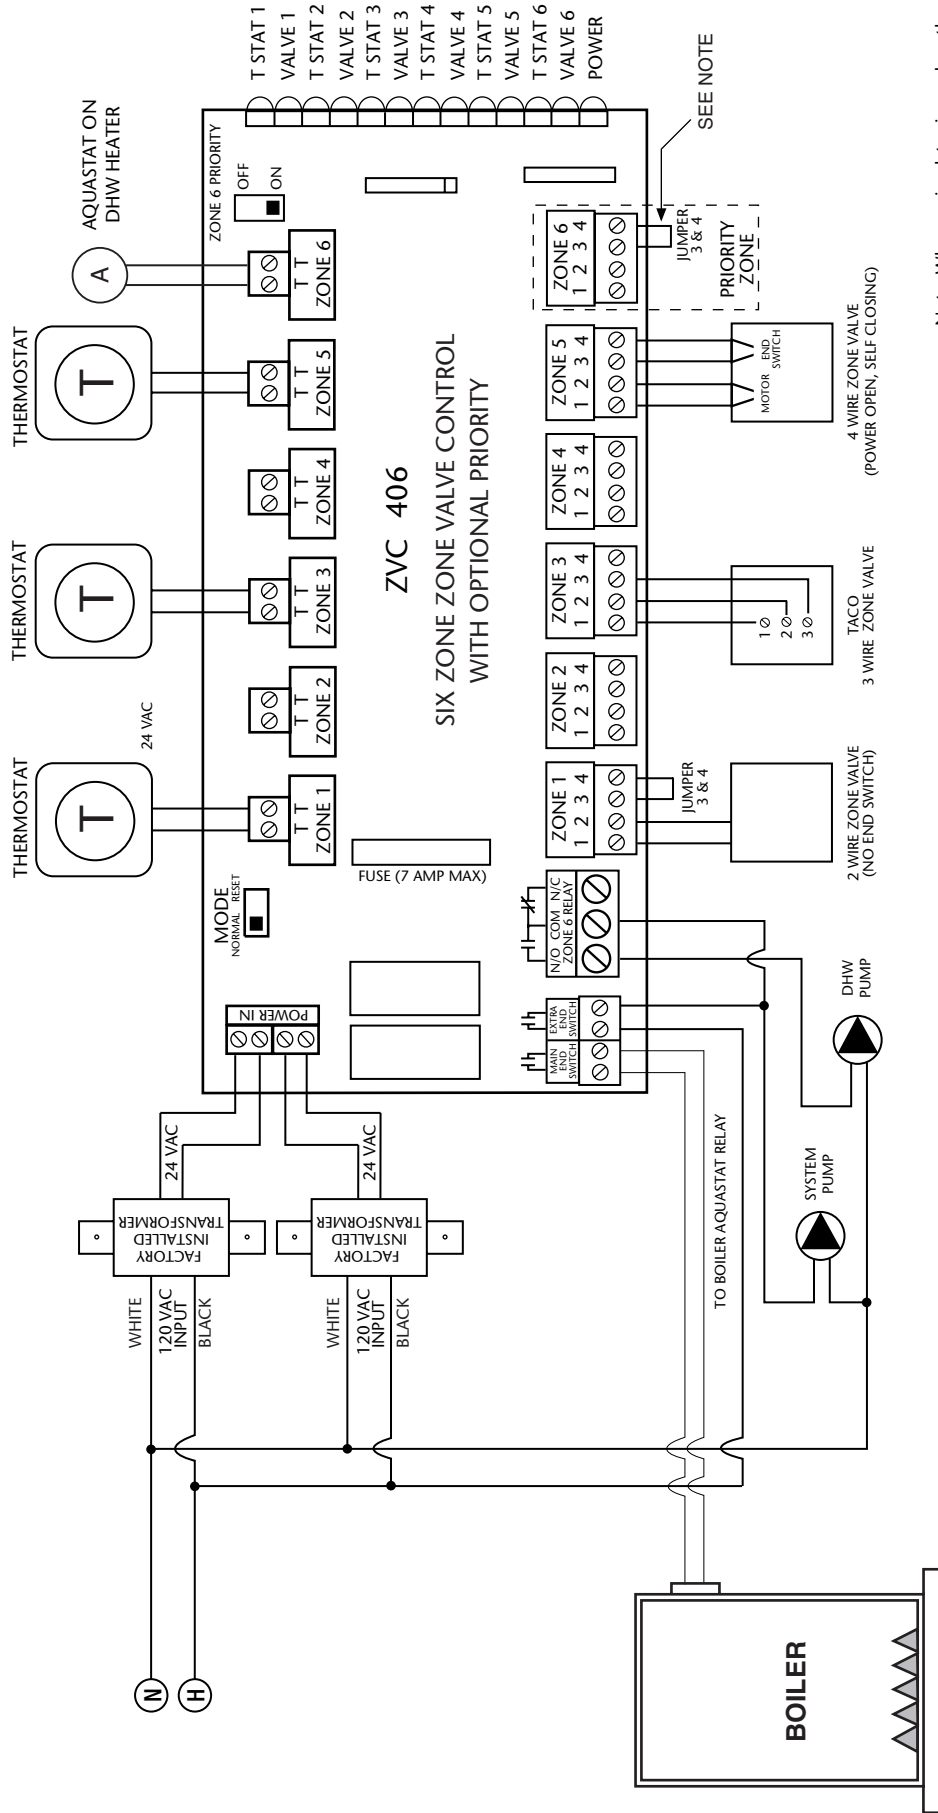 THERMOSTAT
THERMOSTAT
THERMOSTAT
AQUASTAT ON
DHW HEATER
T
T
T
A
24 VAC
T STAT 1
VALVE 1
T STAT 2
VALVE 2
T STAT 3
VALVE 3
T STAT 4
VALVE 4
T STAT 5
VALVE 5
T STAT 6
VALVE 6
POWER
MODE
NORMAL RESET
ZONE 6 PRIORITY
OFF
ON
POWER IN
T T
ZONE 1
T T
ZONE 2
T T
ZONE 3
T T
ZONE 4
T T
ZONE 5
T T
ZONE 6
FUSE (7 AMP MAX)
ZVC 406
SIX ZONE ZONE VALVE CONTROL
WITH OPTIONAL PRIORITY
MAIN
END
SWITCH
EXTRA
END
SWITCH
N/O COM N/C
ZONE 6 RELAY
ZONE 1
1 2 3 4
ZONE 2
1 2 3 4
ZONE 3
1 2 3 4
ZONE 4
1 2 3 4
ZONE 5
1 2 3 4
ZONE 6
1 2 3 4
JUMPER
3 & 4
JUMPER
3 & 4
PRIORITY
ZONE
SEE NOTE
2 WIRE ZONE VALVE
(NO END SWITCH)
1
2
3
TACO
3 WIRE ZONE VALVE
MOTOR
END
SWITCH
4 WIRE ZONE VALVE
(POWER OPEN, SELF CLOSING)
24 VAC
24 VAC
FACTORY
INSTALLED
TRANSFORMER
FACTORY
INSTALLED
TRANSFORMER
WHITE
120 VAC
INPUT
BLACK
WHITE
120 VAC
INPUT
BLACK
N
H
TO BOILER AQUASTAT RELAY
SYSTEM
PUMP
DHW
PUMP
BOILER